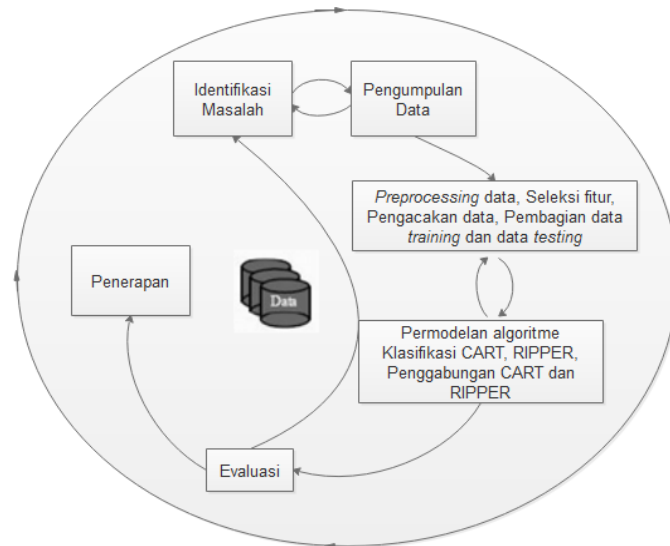 Identifikasi
Masalah
Pengumpulan
Data
Preprocessing data, Seleksi fitur,
Pengacakan data, Pembagian data
training dan data testing
Penerapan
Data
Permodelan algoritme
Klasifikasi CART, RIPPER,
Penggabungan CART dan
RIPPER
Evaluasi